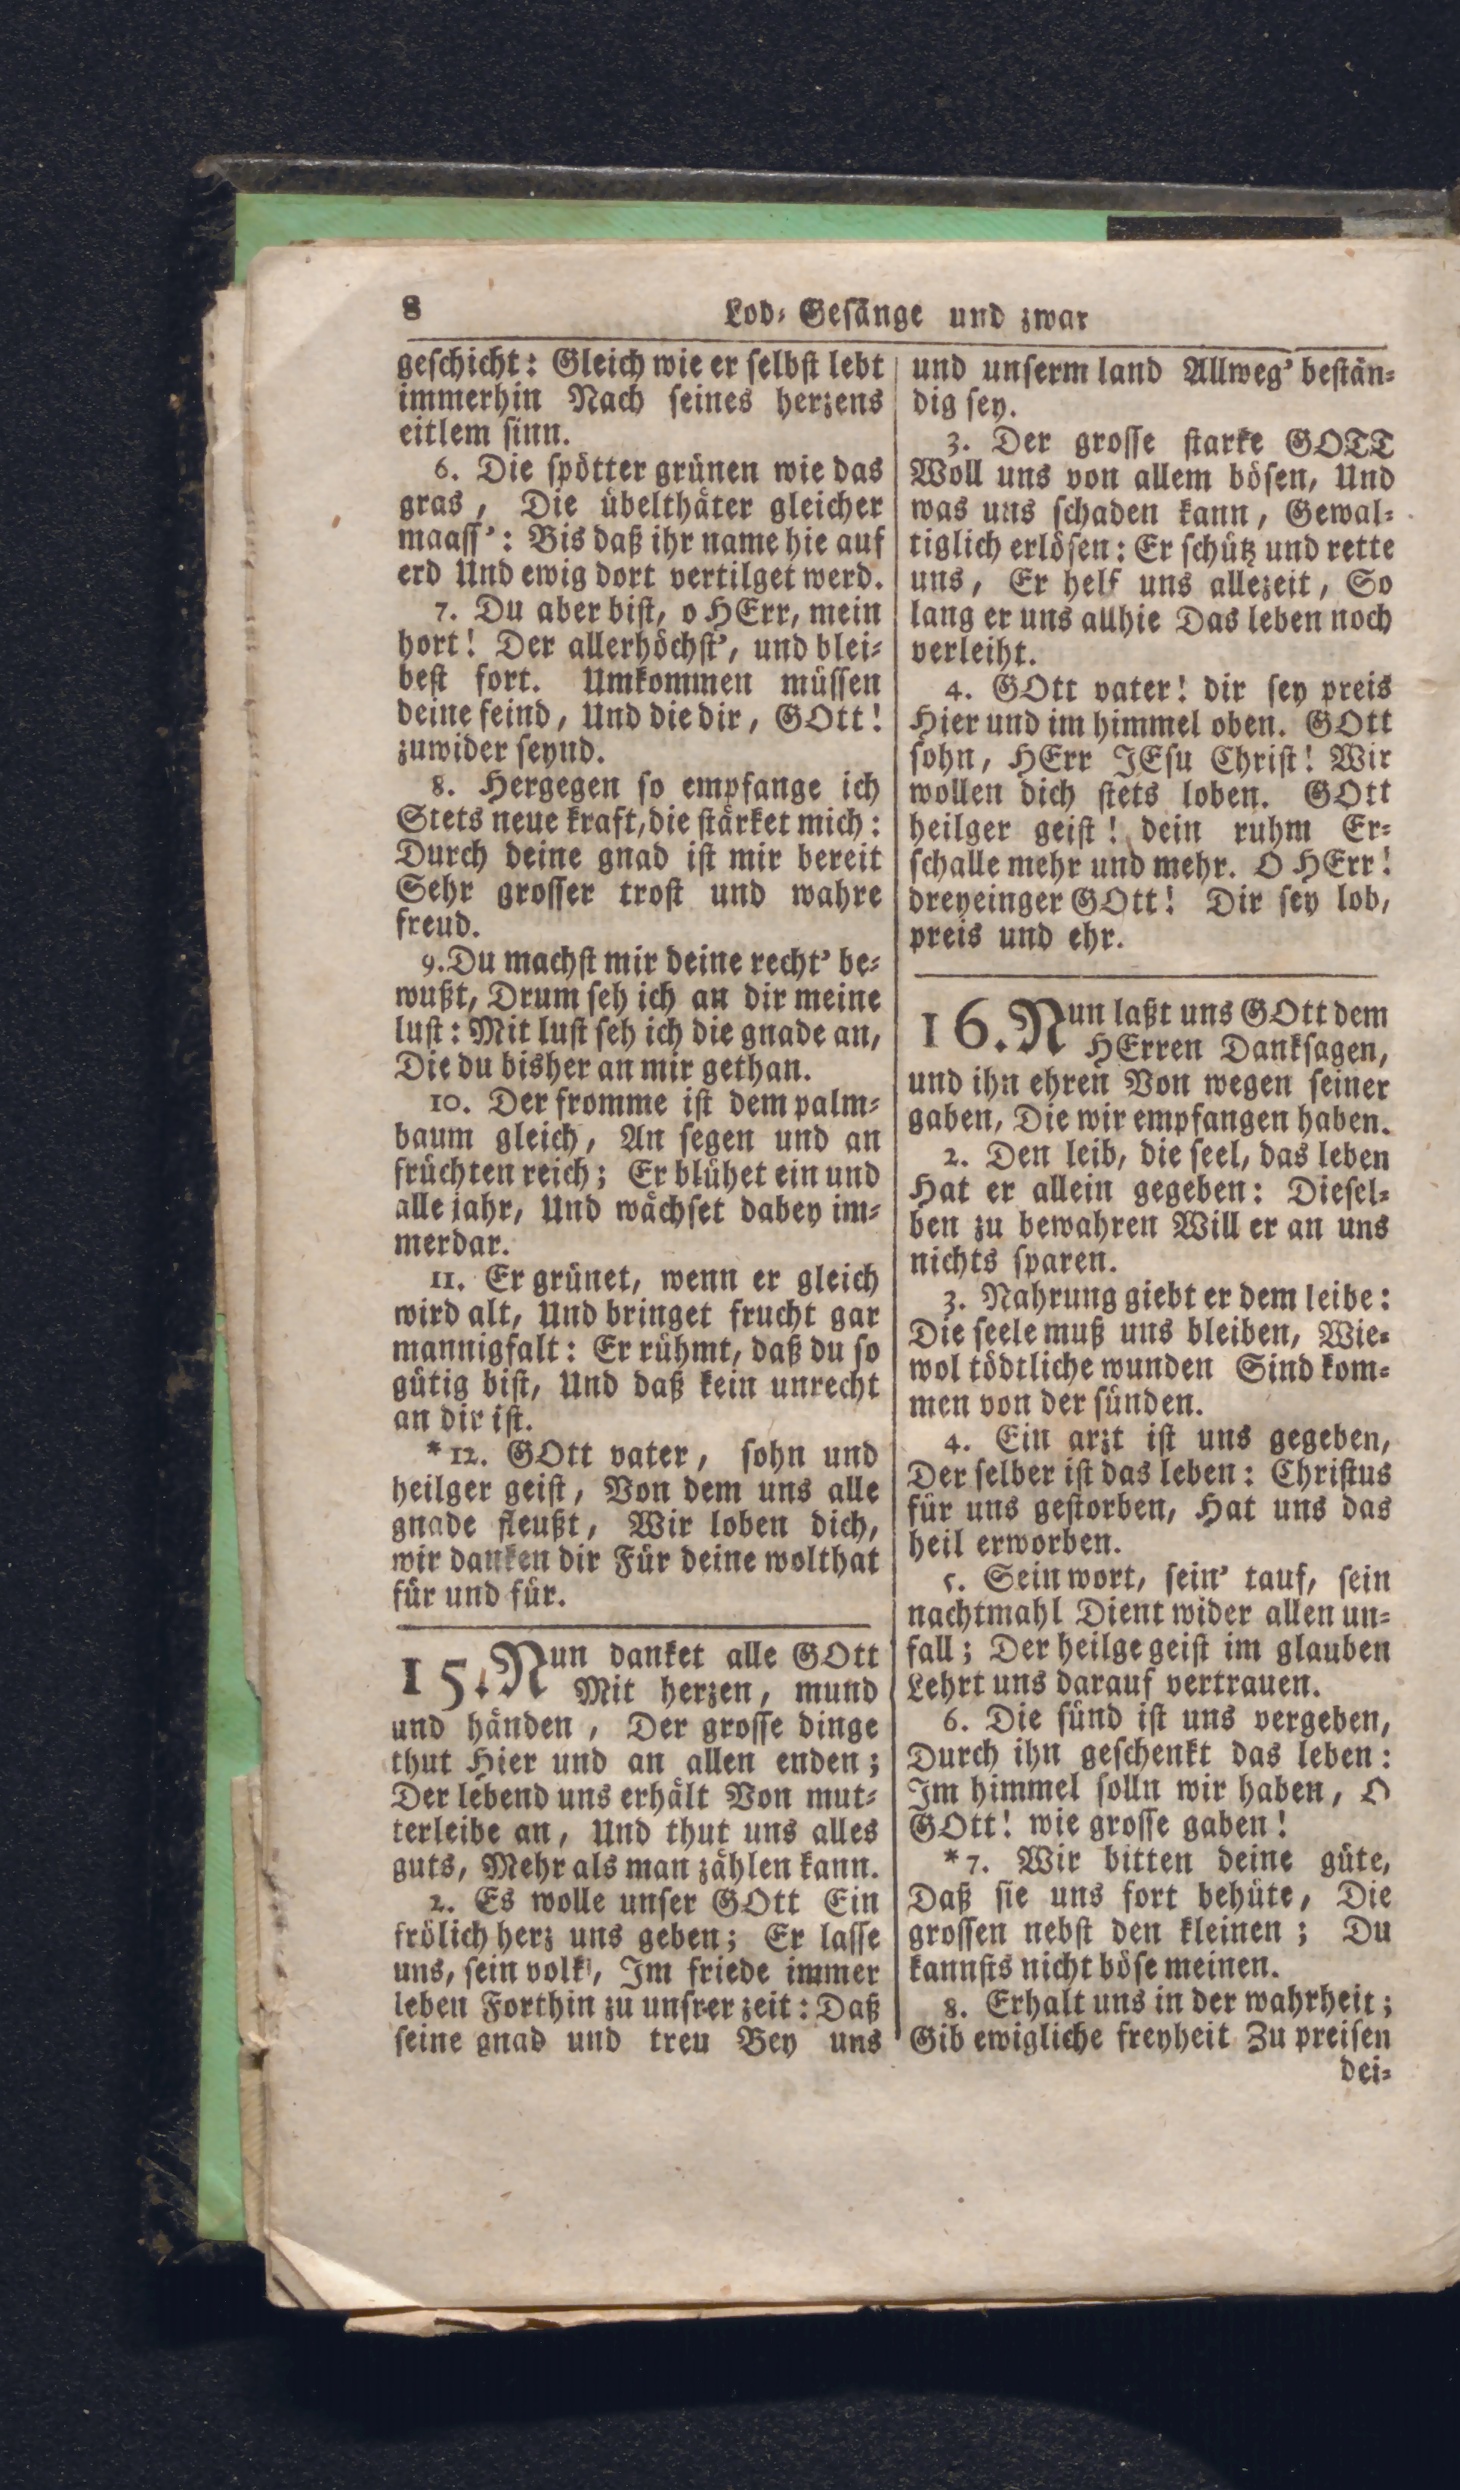 8
Lob⸗Gesänge und zwar
geschicht: Gleich wie er selbst lebt
immerhin Nach seines herzens
eitlem sinn.
6. Die spötter grünen wie das
gras, Die übelthäter gleicher
maass': Bis daß ihr name hie auf
erd Und ewig dort vertilget werd.
7. Du aber bist, o HErr, mein
hort! Der allerhöchst', und blei⸗
best fort. Umkommen müssen
deine feind, Und die dir, GOtt!
zuwider seynd.
8. Hergegen so empfange ich
Stets neue kraft, die stärket mich:
Durch deine gnad ist mir bereit
Sehr grosser trost und wahre
freud.
9. Du machst mir deine recht' be⸗
wußt, Drum seh ich an dir meine
lust: Mit lust seh ich die gnade an,
Die du bisher an mir gethan.
10. Der fromme ist dem palm⸗
baum gleich, An segen und an
früchten reich; Er blühet ein und
alle jahr, Und wächset dabey im⸗
merdar.
11. Er grünet, wenn er gleich
wird alt, Und bringet frucht gar
mannigfalt: Er rühmt, daß du so
gütig bist, Und daß kein unrecht
an dir ist.
*12. GOtt vater, sohn und
heilger geist, Von dem uns alle
gnade fleußt, Wir loben dich,
wir danken dir Für deine wolthat
für und für.
15. Nun danket alle GOtt
Mit herzen, mund
und händen, Der grosse dinge
thut Hier und an allen enden;
Der lebend uns erhält Von mut⸗
terleibe an, Und thut uns alles
guts, Mehr als man zählen kann.
2. Es wolle unser GOtt Ein
frölich herz uns geben; Er lasse
uns, sein volk, Im friede immer
leben Forthin zu unsrer zeit: Daß
seine gnad und treu Bey uns
und unserm land Allweg' bestän⸗
dig sey.
3. Der grosse starke GOTT
Woll uns von allem bösen, Und
was uns schaden kann, Gewal⸗
tiglich erlösen: Er schütz und rette
uns, Er helf uns allezeit, So
lang er uns allhie Das leben noch
verleiht.
4. GOtt vater! dir sey preis
Hier und im himmel oben. GOtt
sohn, HErr JEsu Christ! Wir
wollen dich stets loben. GOtt
heilger geist! dein ruhm Er⸗
schalle mehr und mehr. O HErr!
dreyeinger GOtt! Dir sey lob,
preis und ehr.
16. Nun laßt uns GOtt dem
HErren Danksagen,
und ihn ehren Von wegen seiner
gaben, Die wir empfangen haben.
2. Den leib, die seel, das leben
Hat er allein gegeben: Diesel⸗
ben zu bewahren Will er an uns
nichts sparen.
3. Nahrung giebt er dem leibe:
Die seele muß uns bleiben, Wie⸗
wol tödtliche wunden Sind kom⸗
men von der sünden.
4. Ein arzt ist uns gegeben,
Der selber ist das leben: Christus
für uns gestorben, Hat uns das
heil erworben.
5. Sein wort, sein' tauf, sein
nachtmahl Dient wider allen un⸗
fall; Der heilge geist im glauben
Lehrt uns darauf vertrauen.
6. Die sünd ist uns vergeben,
Durch ihn geschenkt das leben:
Im himmel solln wir haben, O
GOtt! wie grosse gaben!
*7. Wir bitten deine güte,
Daß sie uns fort behüte, Die
grossen nebst den kleinen; Du
kannsts nicht böse meinen.
8. Erhalt uns in der wahrheit;
Gib ewigliche freyheit Zu preisen
dei⸗